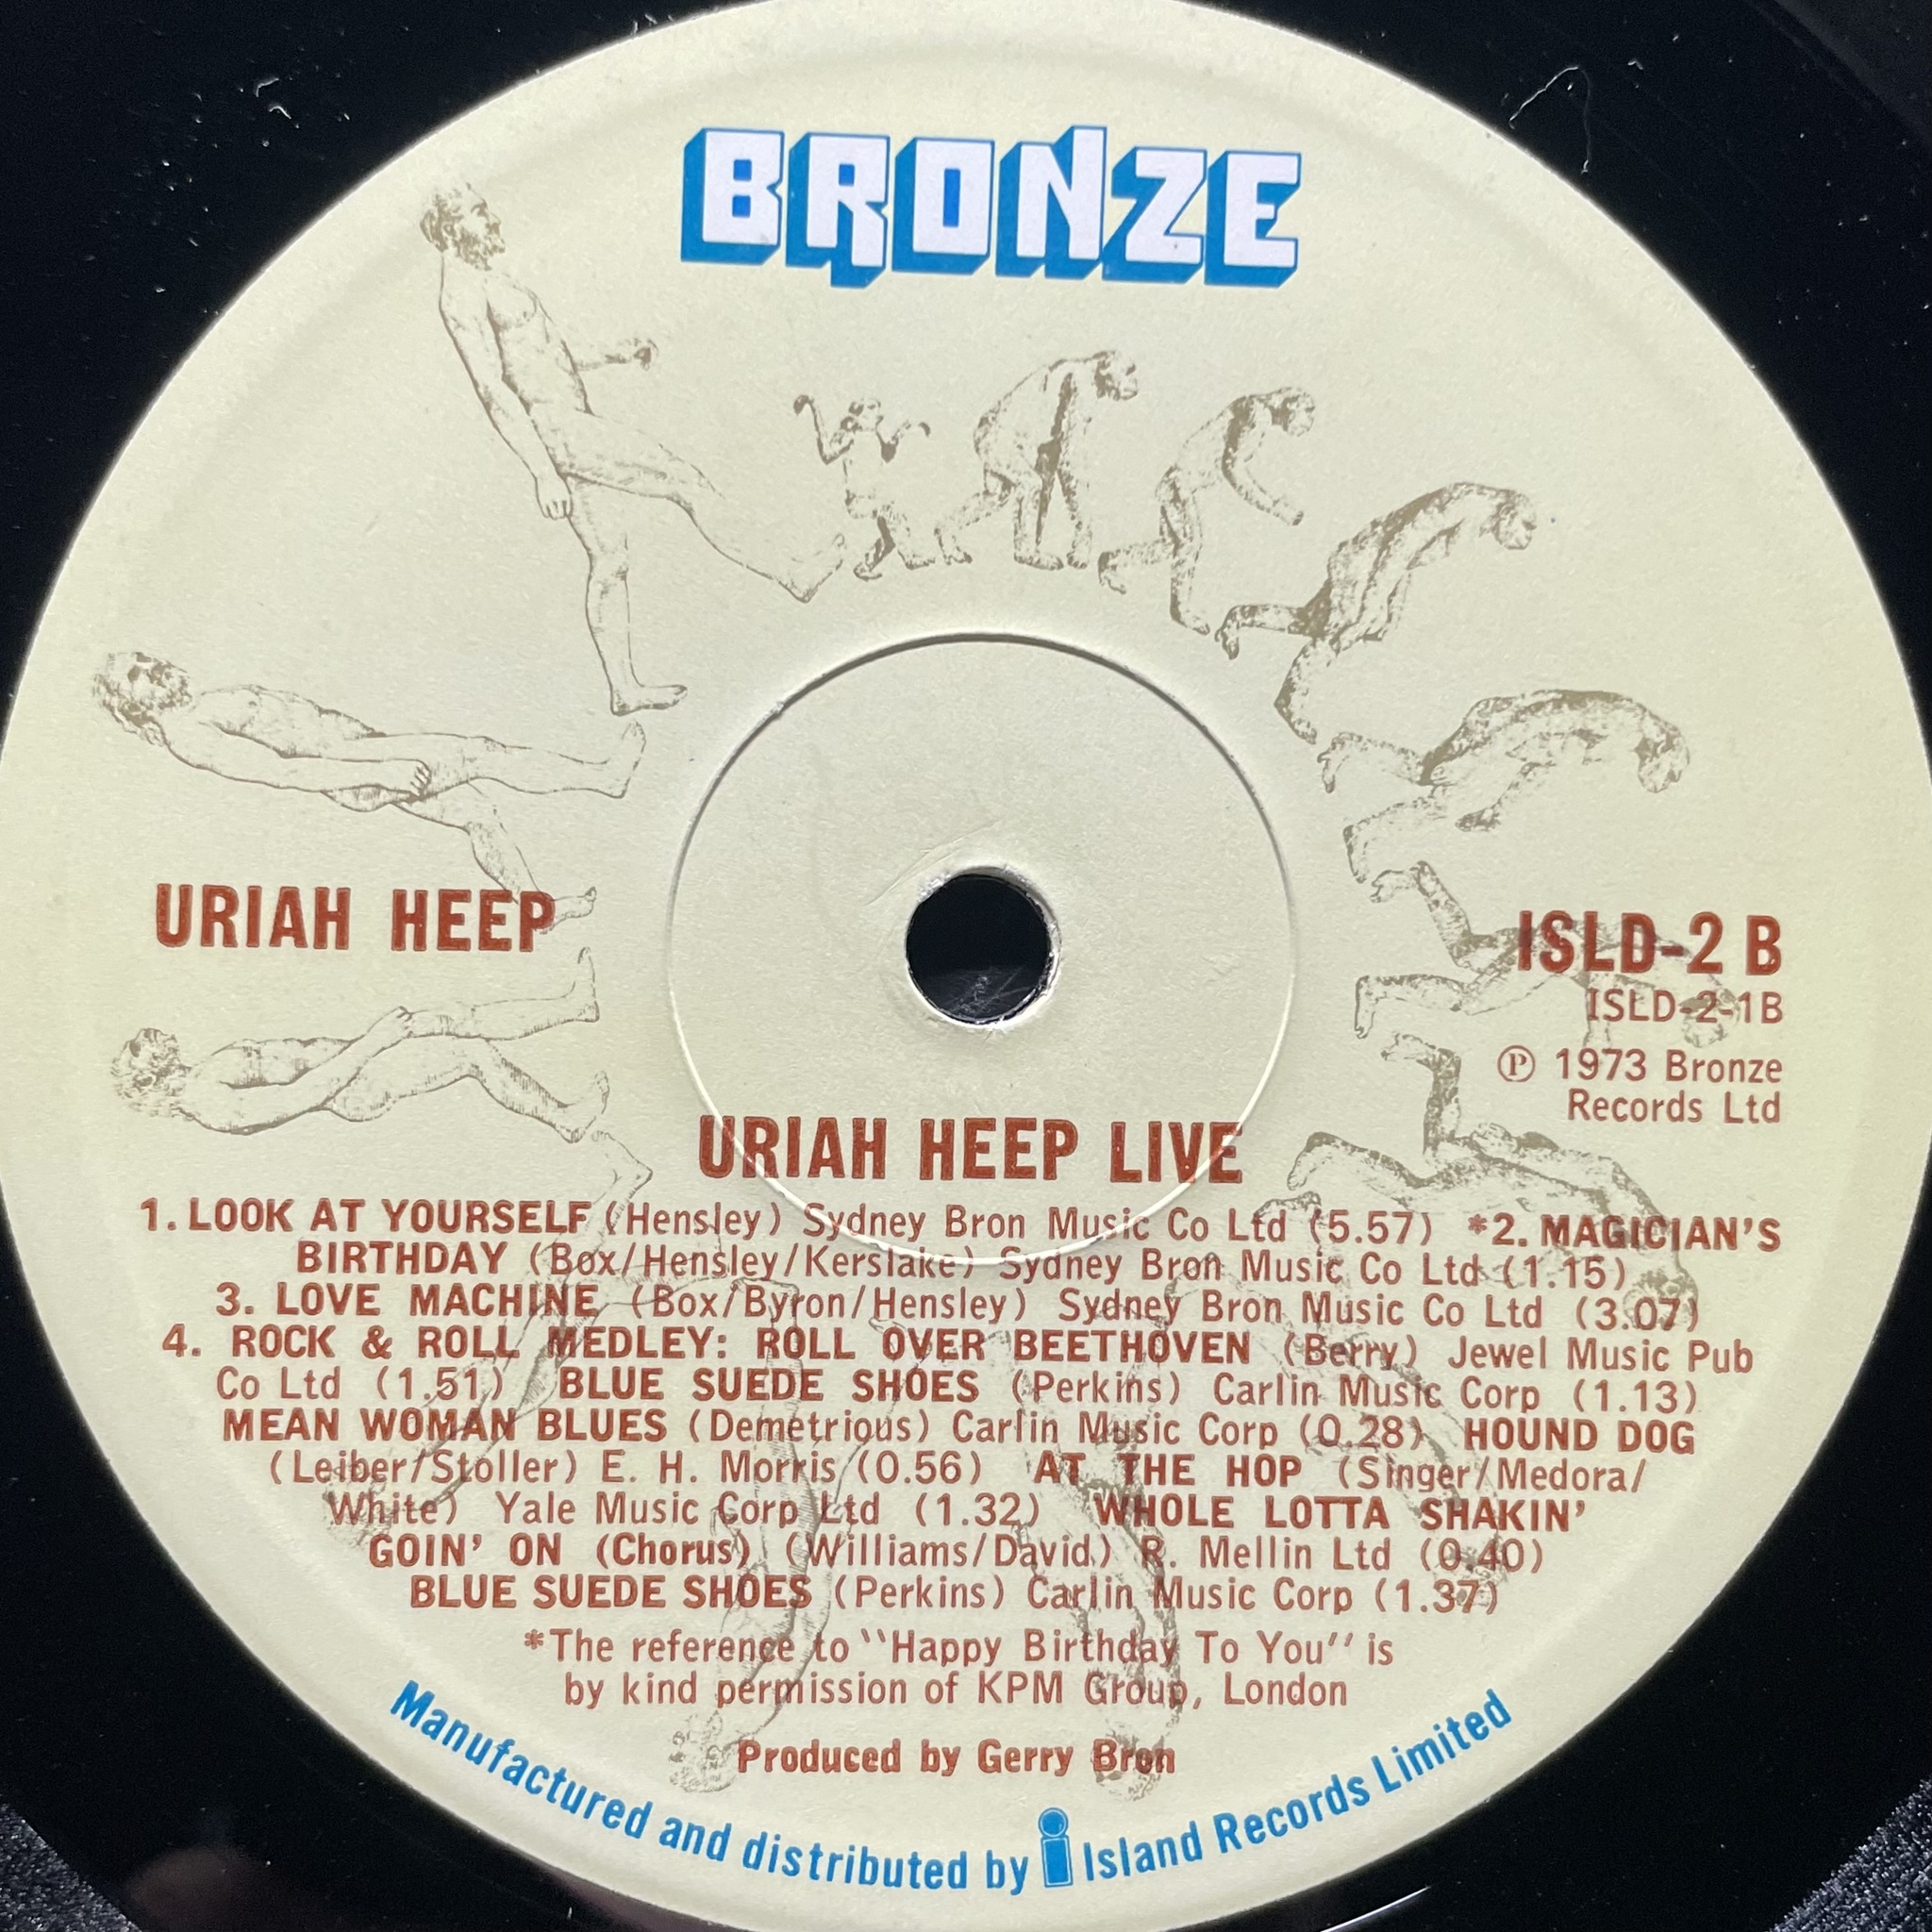 BRONZE
URIAH HEEP
ISLD-2 B
ISLD-2-1B
℗ 1973 Bronze
Records Ltd
URIAH HEEP LIVE
1. LOOK AT YOURSELF (Hensley) Sydney Bron Music Co Ltd (5.57) *2. MAGICIAN'S
BIRTHDAY (Box/Hensley/Kerslake) Sydney Bron Music Co Ltd (1.15)
3. LOVE MACHINE (Box/Byron/Hensley) Sydney Bron Music Co Ltd (3.07)
4. ROCK & ROLL MEDLEY: ROLL OVER BEETHOVEN (Berry) Jewel Music Pub
Co Ltd (1.51) BLUE SUEDE SHOES (Perkins) Carlin Music Corp (1.13)
MEAN WOMAN BLUES (Demetrious) Carlin Music Corp (0.28) HOUND DOG
(Leiber/Stoller) E. H. Morris (0.56) AT THE HOP (Singer/Medora/
White) Yale Music Corp Ltd (1.32) WHOLE LOTTA SHAKIN'
GOIN' ON (Chorus) (Williams/David) R. Mellin Ltd (0.40)
BLUE SUEDE SHOES (Perkins) Carlin Music Corp (1.37)
*The reference to ''Happy Birthday To You'' is
by kind permission of KPM Group, London
Produced by Gerry Bron
Manufactured and distributed by i Island Records Limited